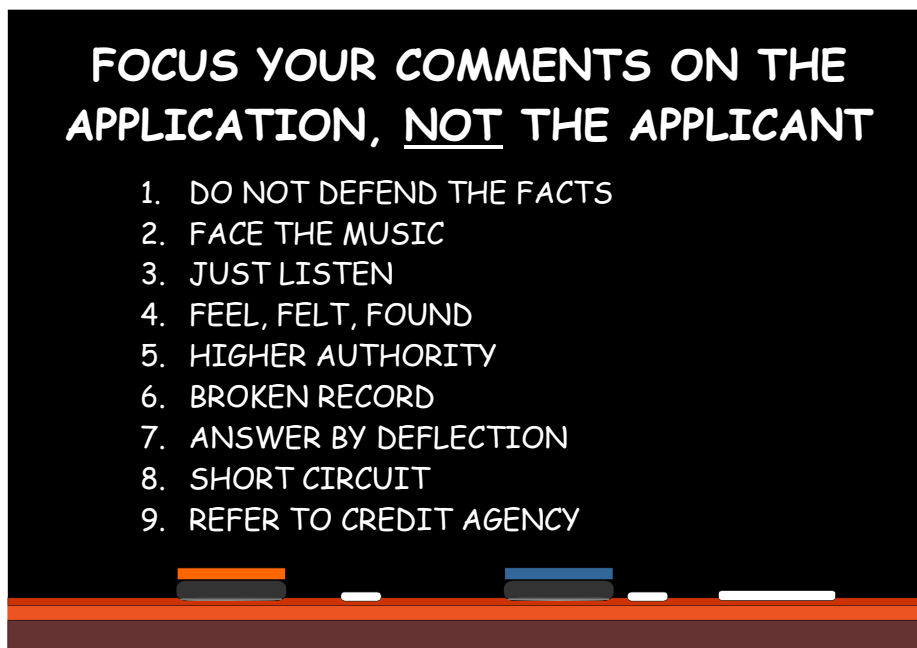 FOCUS YOUR COMMENTS ON THE
APPLICATION, NOT THE APPLICANT
1. DO NOT DEFEND THE FACTS
2. FACE THE MUSIC
3. JUST LISTEN
4. FEEL, FELT, FOUND
5. HIGHER AUTHORITY
6. BROKEN RECORD
7. ANSWER BY DEFLECTION
8. SHORT CIRCUIT
9. REFER TO CREDIT AGENCY